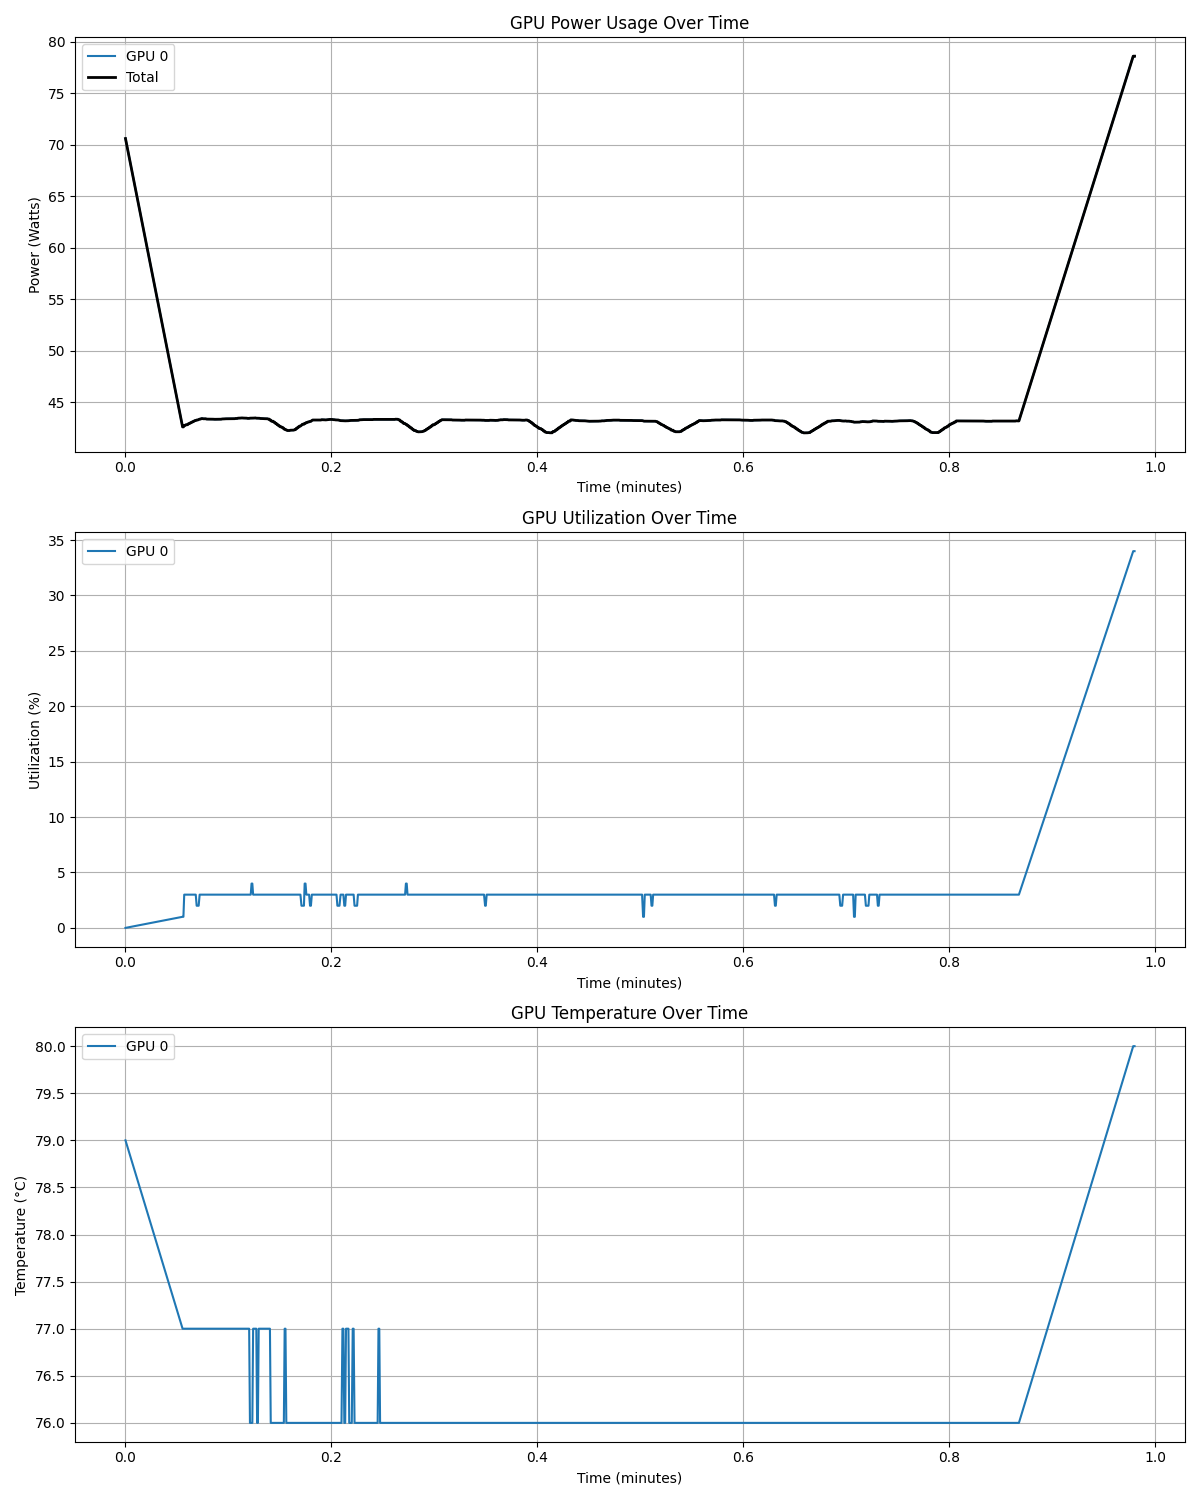 GPU Power Usage Over Time
GPU 0
Total
80
75
70
65
60
55
50
45
Power (Watts)
0.0 0.2 0.4 0.6 0.8 1.0
Time (minutes)
GPU Utilization Over Time
GPU 0
35
30
25
20
15
10
5
0
Utilization (%)
0.0 0.2 0.4 0.6 0.8 1.0
Time (minutes)
GPU Temperature Over Time
GPU 0
80.0
79.5
79.0
78.5
78.0
77.5
77.0
76.5
76.0
Temperature (°C)
0.0 0.2 0.4 0.6 0.8 1.0
Time (minutes)